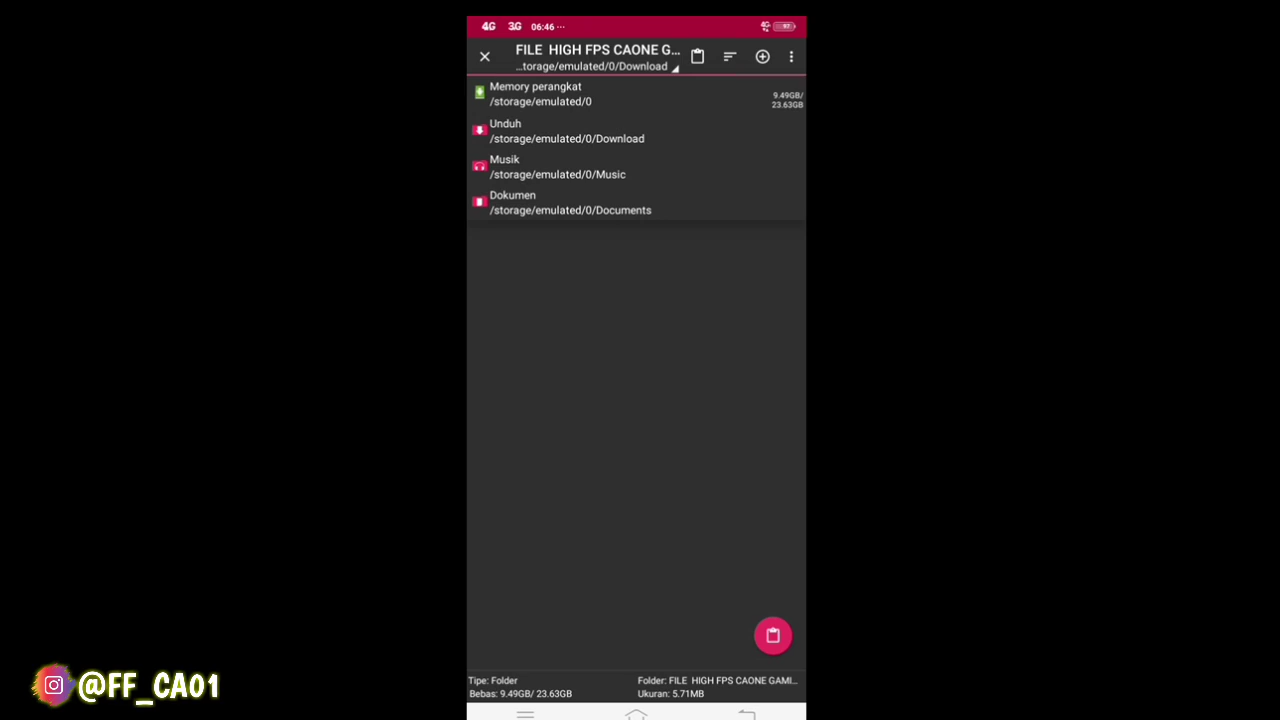 4G 3G 06:46 ···
FILE HIGH FPS CAONE G...
...torage/emulated/0/Download
Memory perangkat
/storage/emulated/0
9.49GB/
23.63GB
Unduh
/storage/emulated/0/Download
Musik
/storage/emulated/0/Music
Dokumen
/storage/emulated/0/Documents
Tipe: Folder
Folder: FILE HIGH FPS CAONE GAMI...
Bebas: 9.49GB/ 23.63GB
Ukuran: 5.71MB
@FF_CA01